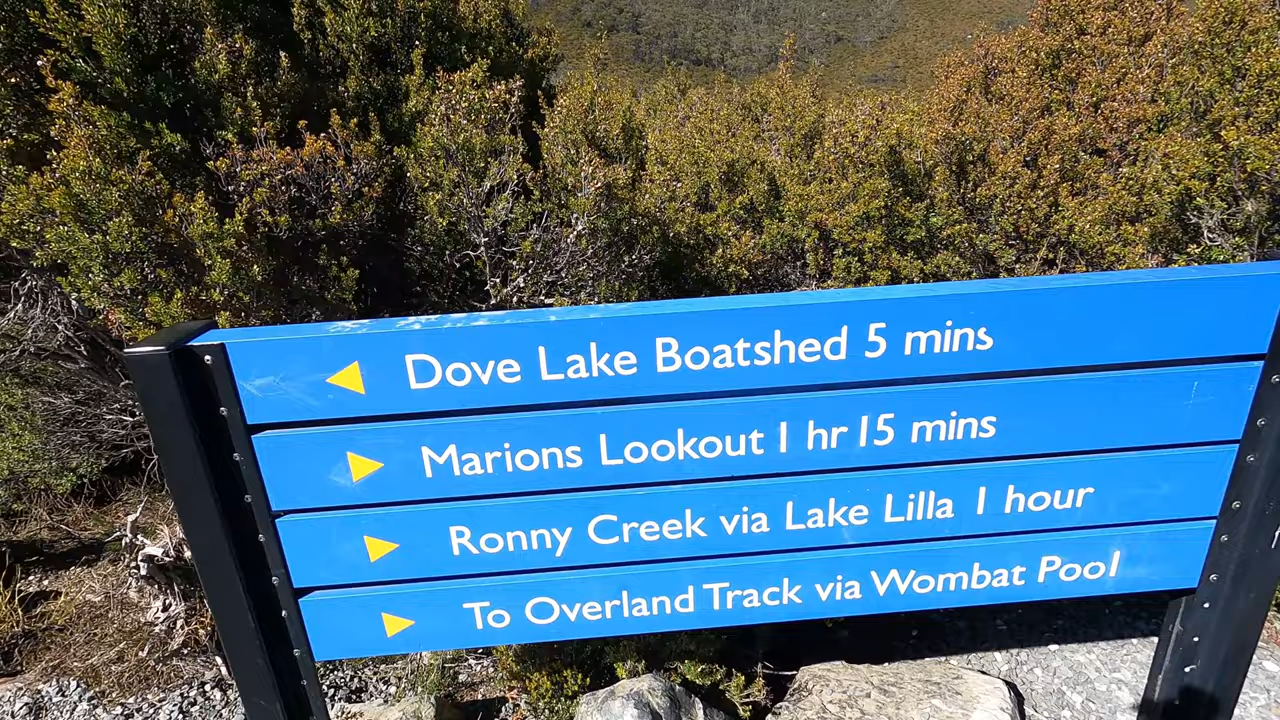 Dove Lake Boatshed 5 mins
Marions Lookout 1 hr 15 mins
Ronny Creek via Lake Lilla 1 hour
To Overland Track via Wombat Pool